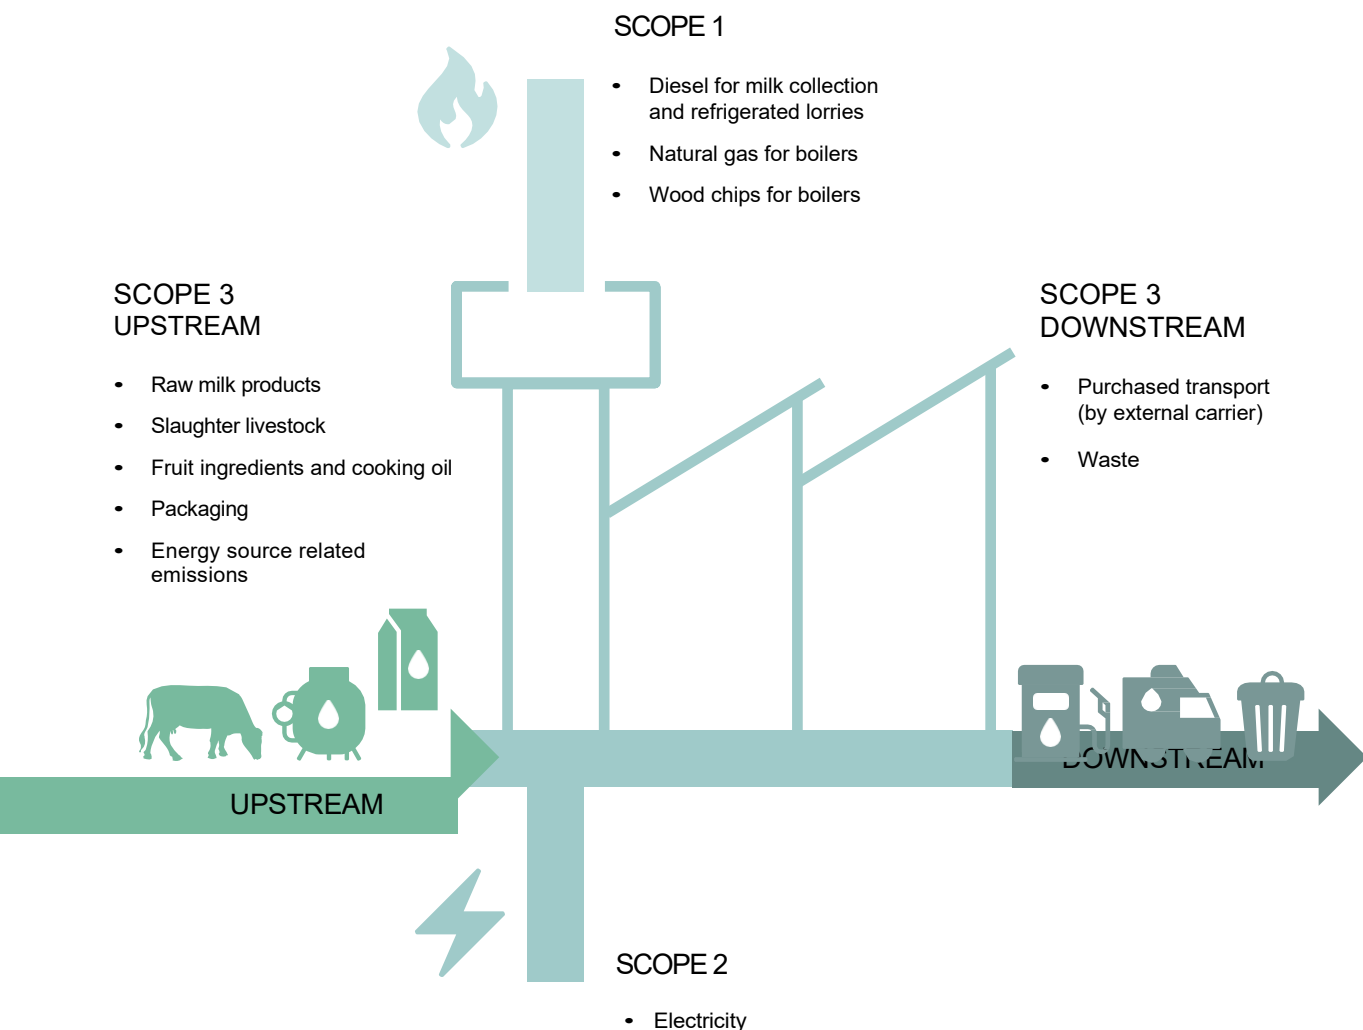 SCOPE 1
• Diesel for milk collection
and refrigerated lorries
• Natural gas for boilers
• Wood chips for boilers
SCOPE 3
UPSTREAM
• Raw milk products
• Slaughter livestock
• Fruit ingredients and cooking oil
• Packaging
• Energy source related
emissions
SCOPE 3
DOWNSTREAM
• Purchased transport
(by external carrier)
• Waste
UPSTREAM
DOWNSTREAM
SCOPE 2
• Electricity